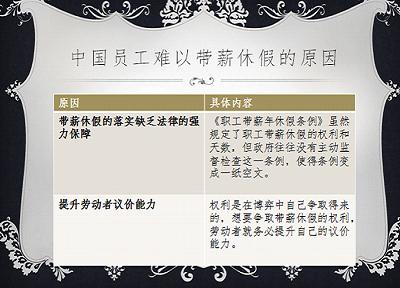 中国员工难以带薪休假的原因
原因
具体内容
带薪休假的落实缺乏法律的强
力保障
《职工带薪年休假条例》虽然
规定了职工带薪休假的权利和
天数，但政府往往没有主动监
督检查这一条例，使得条例变
成一纸空文。
提升劳动者议价能力
权利是在博弈中自己争取得来
的，想要争取带薪休假的权利，
劳动者就务必提升自己的议价
能力。